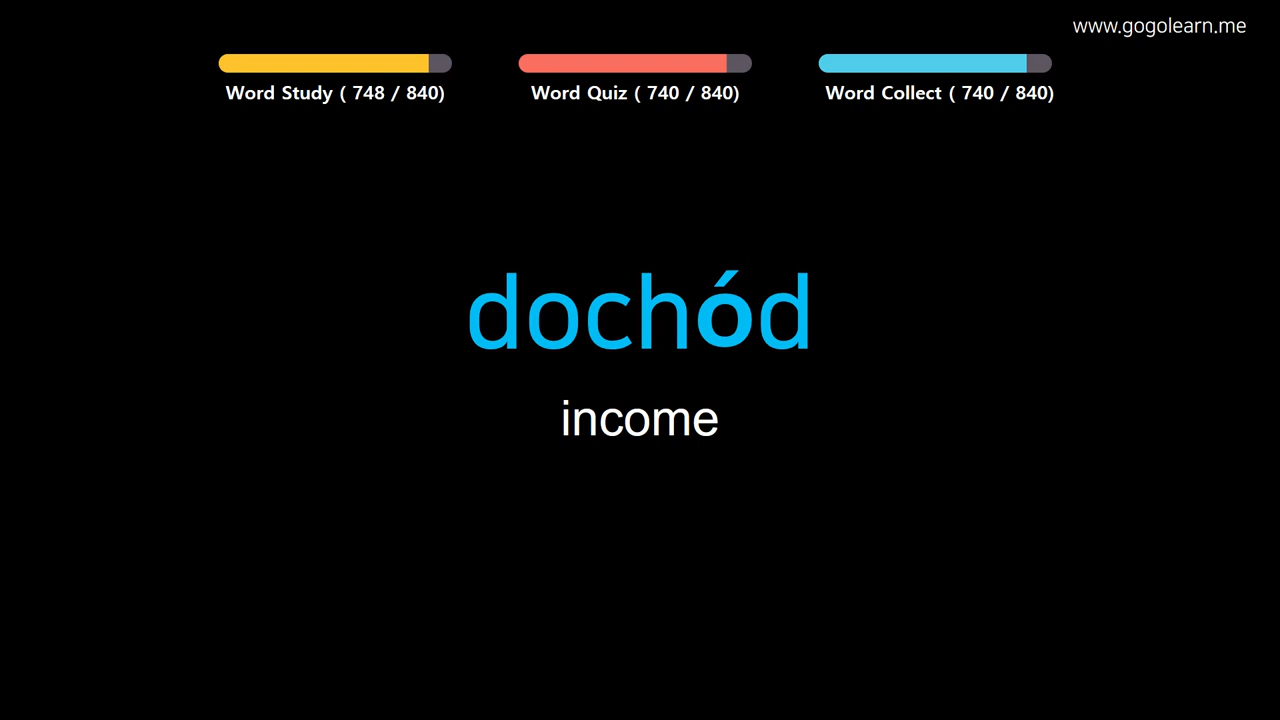 www.gogolearn.me
Word Study ( 748 / 840)
Word Quiz ( 740 / 840)
Word Collect ( 740 / 840)
dochód
income